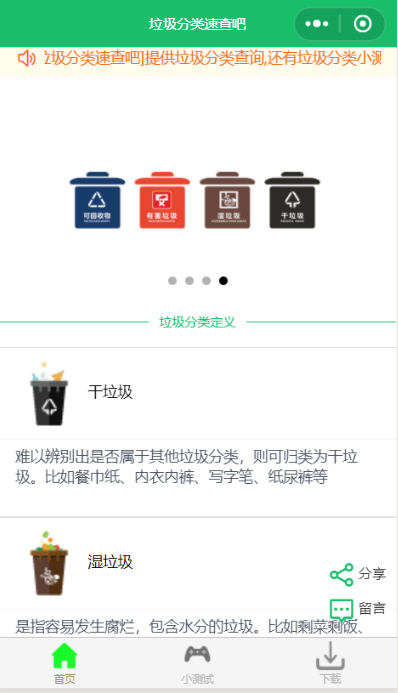 垃圾分类速查吧
垃圾分类速查吧]提供垃圾分类查询,还有垃圾分类小测
可回收物
有害垃圾
湿垃圾
干垃圾
垃圾分类定义
干垃圾
难以辨别出是否属于其他垃圾分类，则可归类为干垃
圾。比如餐巾纸、内衣内裤、写字笔、纸尿裤等
湿垃圾
分享
留言
是指容易发生腐烂，包含水分的垃圾。比如剩菜剩饭、
首页
小测试
下载